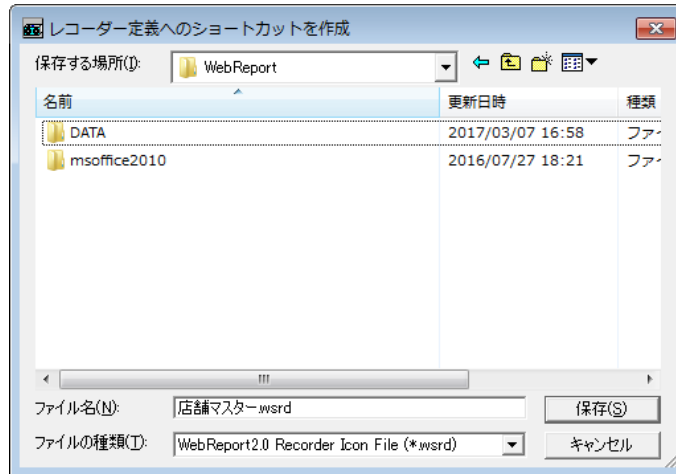 レコーダー定義へのショートカットを作成
保存する場所(I):
WebReport
名前 更新日時 種類
DATA 2017/03/07 16:58 ファイ
msoffice2010 2016/07/27 18:21 ファイ
ファイル名(N): 店舗マスター.wsrd 保存(S)
ファイルの種類(T): WebReport2.0 Recorder Icon File (*.wsrd) キャンセル